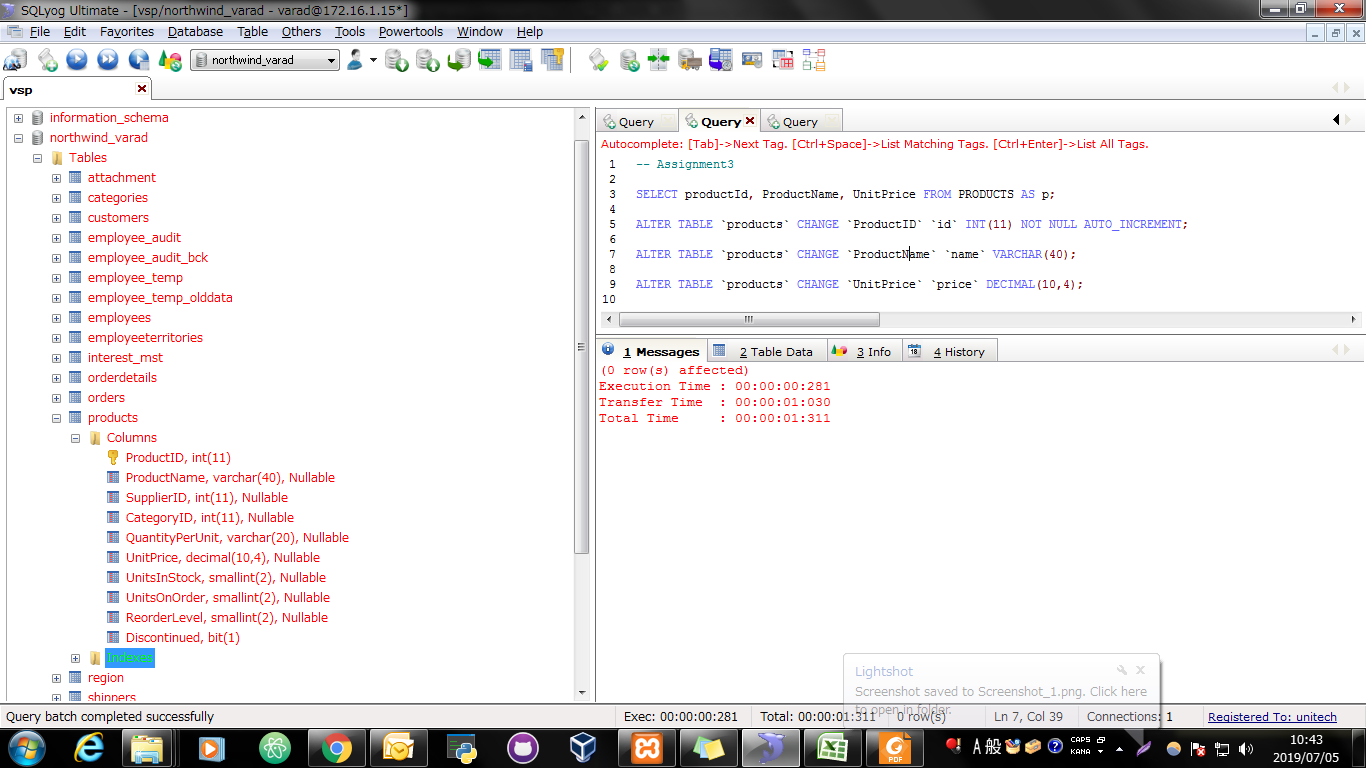 SQLyog Ultimate - [vsp/northwind_varad - varad@172.16.1.15*]
File Edit Favorites Database Table Others Tools Powertools Window Help
northwind_varad
vsp
information_schema
northwind_varad
Tables
attachment
categories
customers
employee_audit
employee_audit_bck
employee_temp
employee_temp_olddata
employees
employeeterritories
interest_mst
orderdetails
orders
products
Columns
ProductID, int(11)
ProductName, varchar(40), Nullable
SupplierID, int(11), Nullable
CategoryID, int(11), Nullable
QuantityPerUnit, varchar(20), Nullable
UnitPrice, decimal(10,4), Nullable
UnitsInStock, smallint(2), Nullable
UnitsOnOrder, smallint(2), Nullable
ReorderLevel, smallint(2), Nullable
Discontinued, bit(1)
Indexes
region
shippers
Query Query Query
Autocomplete: [Tab]->Next Tag. [Ctrl+Space]->List Matching Tags. [Ctrl+Enter]->List All Tags.
1 -- Assignment3
2
3 SELECT productId, ProductName, UnitPrice FROM PRODUCTS AS p;
4
5 ALTER TABLE `products` CHANGE `ProductID` `id` INT(11) NOT NULL AUTO_INCREMENT;
6
7 ALTER TABLE `products` CHANGE `ProductName` `name` VARCHAR(40);
8
9 ALTER TABLE `products` CHANGE `UnitPrice` `price` DECIMAL(10,4);
10
1 Messages 2 Table Data 3 Info 4 History
(0 row(s) affected)
Execution Time : 00:00:00:281
Transfer Time : 00:00:01:030
Total Time : 00:00:01:311
Lightshot
Screenshot saved to Screenshot_1.png. Click here
to open in folder.
Query batch completed successfully Exec: 00:00:00:281 Total: 00:00:01:311 0 row(s) Ln 7, Col 39 Connections: 1 Registered To: unitech
PDF
A 般 CAPS KANA
10:43
2019/07/05